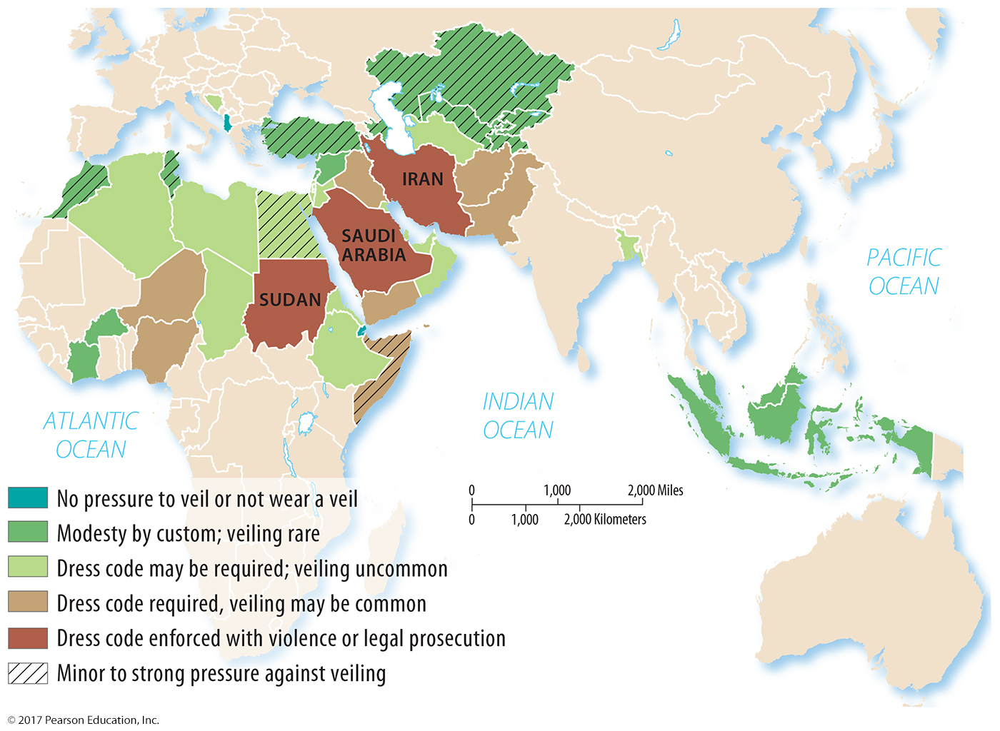 IRAN
SAUDI
ARABIA
SUDAN
PACIFIC
OCEAN
INDIAN
OCEAN
ATLANTIC
OCEAN
No pressure to veil or not wear a veil
Modesty by custom; veiling rare
Dress code may be required; veiling uncommon
Dress code required, veiling may be common
Dress code enforced with violence or legal prosecution
Minor to strong pressure against veiling
0 1,000 2,000 Miles
0 1,000 2,000 Kilometers
© 2017 Pearson Education, Inc.